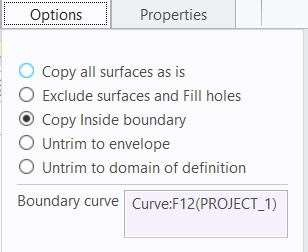 Options Properties
Copy all surfaces as is
Exclude surfaces and Fill holes
Copy Inside boundary
Untrim to envelope
Untrim to domain of definition
Boundary curve Curve:F12(PROJECT_1)